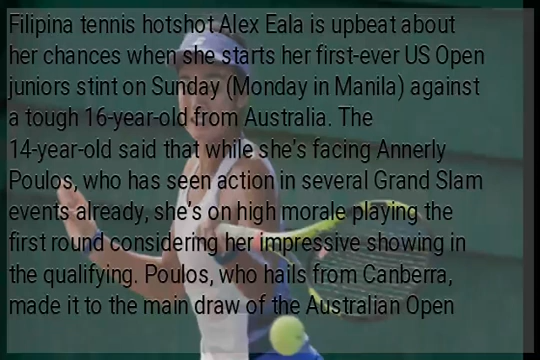 Filipina tennis hotshot Alex Eala is upbeat about
her chances when she starts her first-ever US Open
juniors stint on Sunday (Monday in Manila) against
a tough 16-year-old from Australia. The
14-year-old said that while she's facing Annerly
Poulos, who has seen action in several Grand Slam
events already, she's on high morale playing the
first round considering her impressive showing in
the qualifying. Poulos, who hails from Canberra,
made it to the main draw of the Australian Open